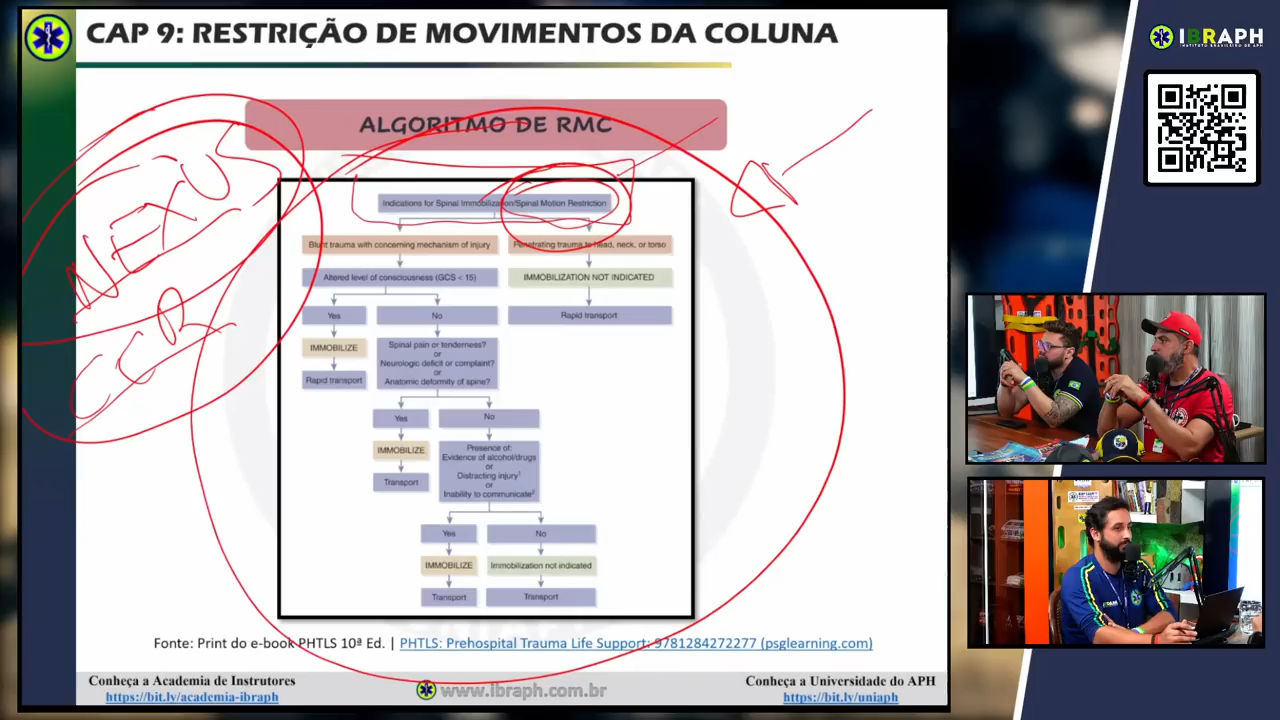 CAP 9: RESTRIÇÃO DE MOVIMENTOS DA COLUNA
IBRAPH
INSTITUTO BRASILEIRO DE APH
ALGORITMO DE RMC
NEXUS
CCR
Indications for Spinal Immobilization/Spinal Motion Restriction
Blunt trauma with concerning mechanism of injury
Penetrating trauma to head, neck, or torso
Altered level of consciousness (GCS < 15)
IMMOBILIZATION NOT INDICATED
Yes
No
Rapid transport
IMMOBILIZE
Spinal pain or tenderness?
or
Neurologic deficit or complaint?
or
Anatomic deformity of spine?
Rapid transport
Yes
No
IMMOBILIZE
Presence of:
Evidence of alcohol/drugs
or
Distracting injury1
or
Inability to communicate2
Transport
Yes
No
IMMOBILIZE
Immobilization not indicated
Transport
Transport
Fonte: Print do e-book PHTLS 10ª Ed. | PHTLS: Prehospital Trauma Life Support: 9781284272277 (psglearning.com)
Conheça a Academia de Instrutores
https://bit.ly/academia-ibraph
www.ibraph.com.br
Conheça a Universidade do APH
https://bit.ly/uniaph